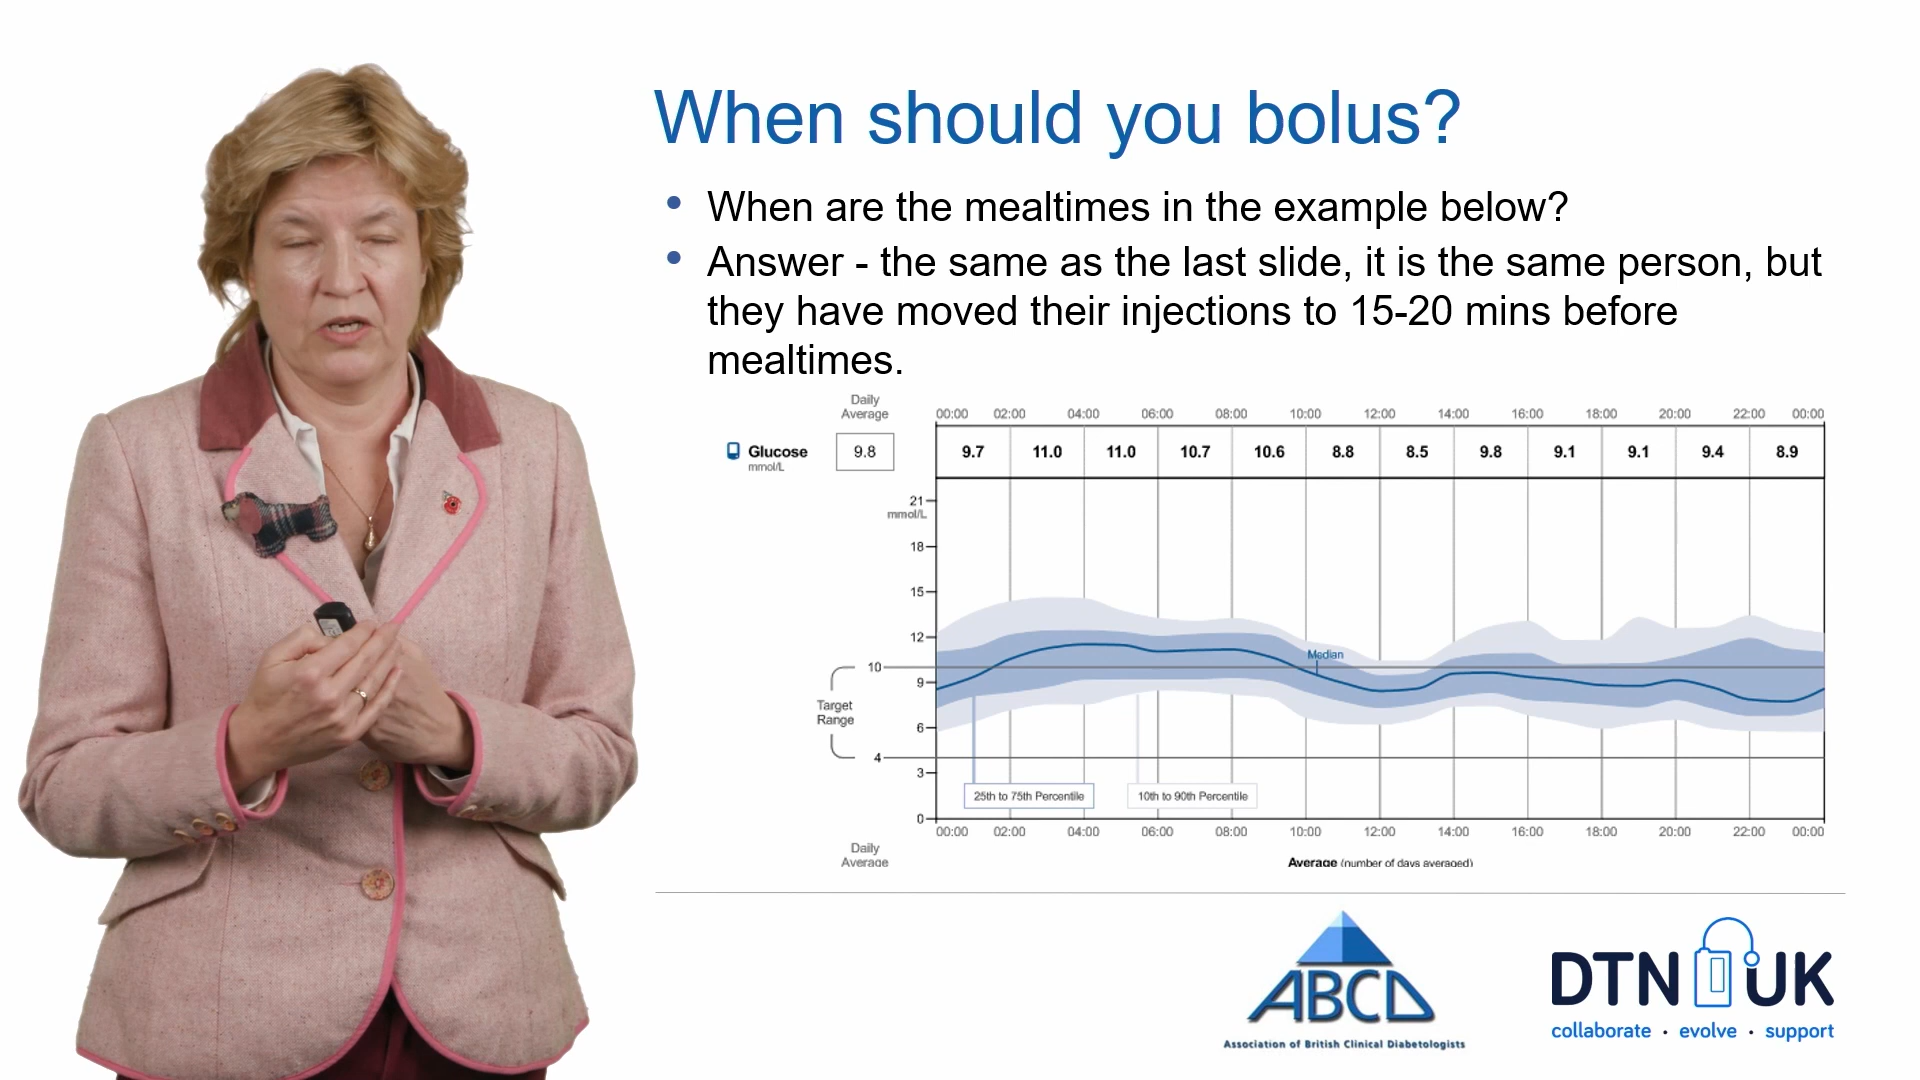 When should you bolus?
• When are the mealtimes in the example below?
• Answer - the same as the last slide, it is the same person, but
they have moved their injections to 15-20 mins before
mealtimes.
Daily
Average
00:00 02:00 04:00 06:00 08:00 10:00 12:00 14:00 16:00 18:00 20:00 22:00 00:00
Glucose
mmol/L
9.8
9.7 11.0 11.0 10.7 10.6 8.8 8.5 9.8 9.1 9.1 9.4 8.9
21
mmol/L
18
15
12
Median
10
9
Target
Range
6
4
3
25th to 75th Percentile
10th to 90th Percentile
0
00:00 02:00 04:00 06:00 08:00 10:00 12:00 14:00 16:00 18:00 20:00 22:00 00:00
Daily
Average
Average (number of days averaged)
ABCD
Association of British Clinical Diabetologists
DTN UK
collaborate · evolve · support